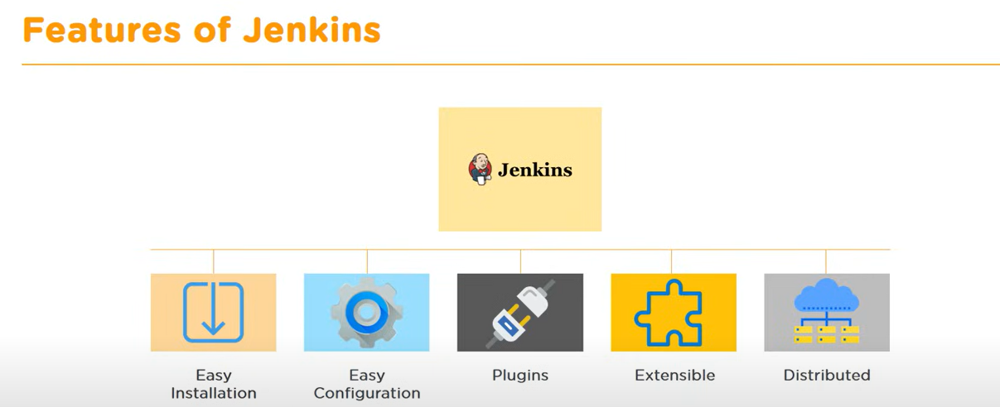 Features of Jenkins
Jenkins
Easy
Installation
Easy
Configuration
Plugins
Extensible
Distributed